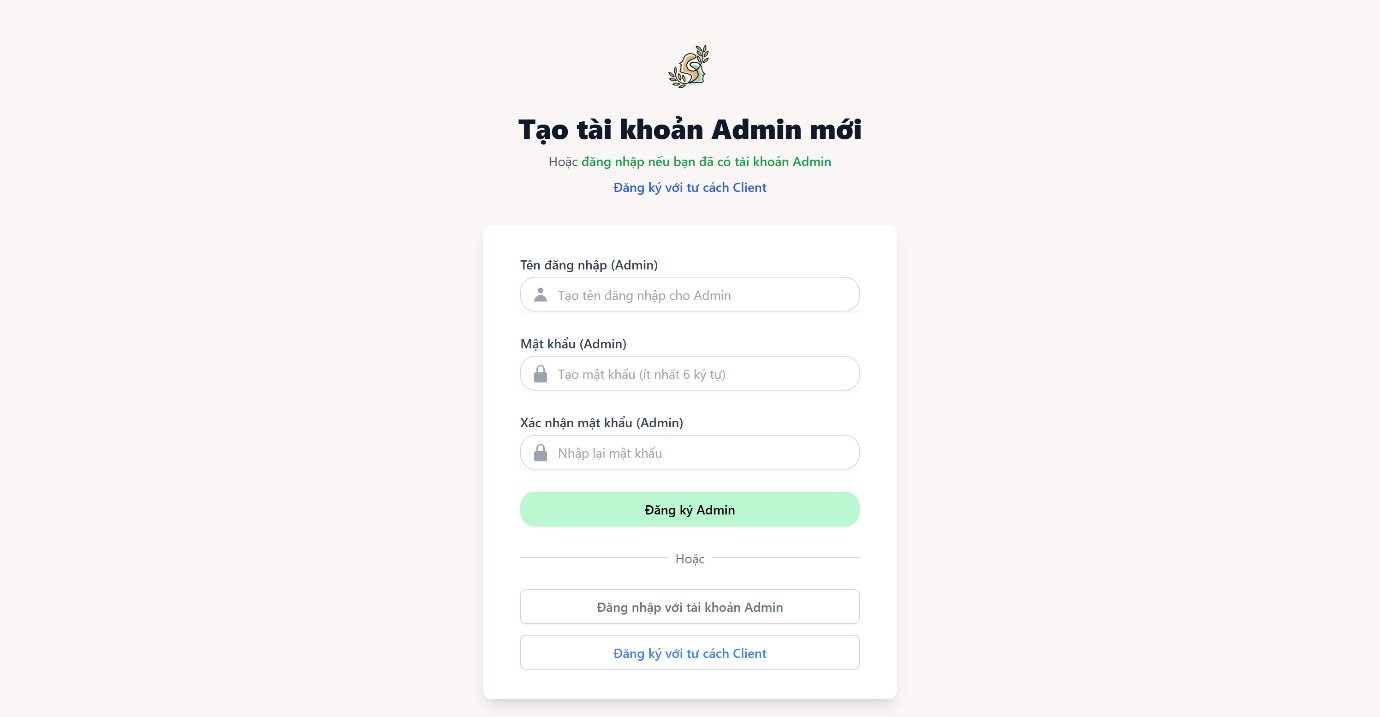 Tạo tài khoản Admin mới
Hoặc đăng nhập nếu bạn đã có tài khoản Admin
Đăng ký với tư cách Client
Tên đăng nhập (Admin)
Tạo tên đăng nhập cho Admin
Mật khẩu (Admin)
Tạo mật khẩu (ít nhất 6 ký tự)
Xác nhận mật khẩu (Admin)
Nhập lại mật khẩu
Đăng ký Admin
Hoặc
Đăng nhập với tài khoản Admin
Đăng ký với tư cách Client